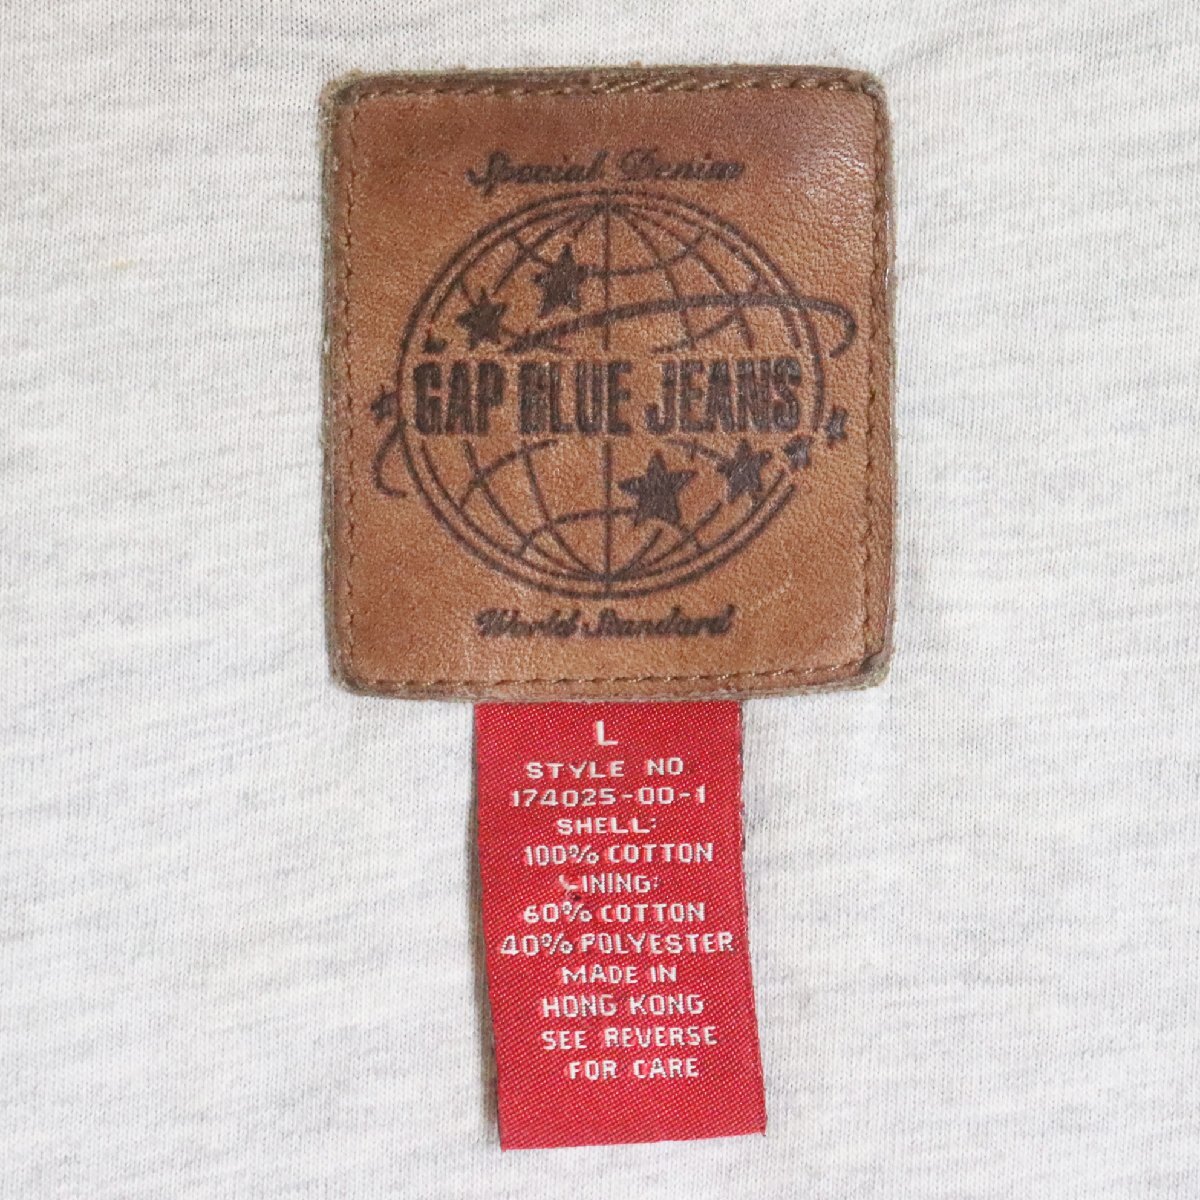 Special Denim
GAP BLUE JEANS
World Standard
L
STYLE NO
174025-00-1
SHELL:
100% COTTON
LINING:
60% COTTON
40% POLYESTER
MADE IN
HONG KONG
SEE REVERSE
FOR CARE